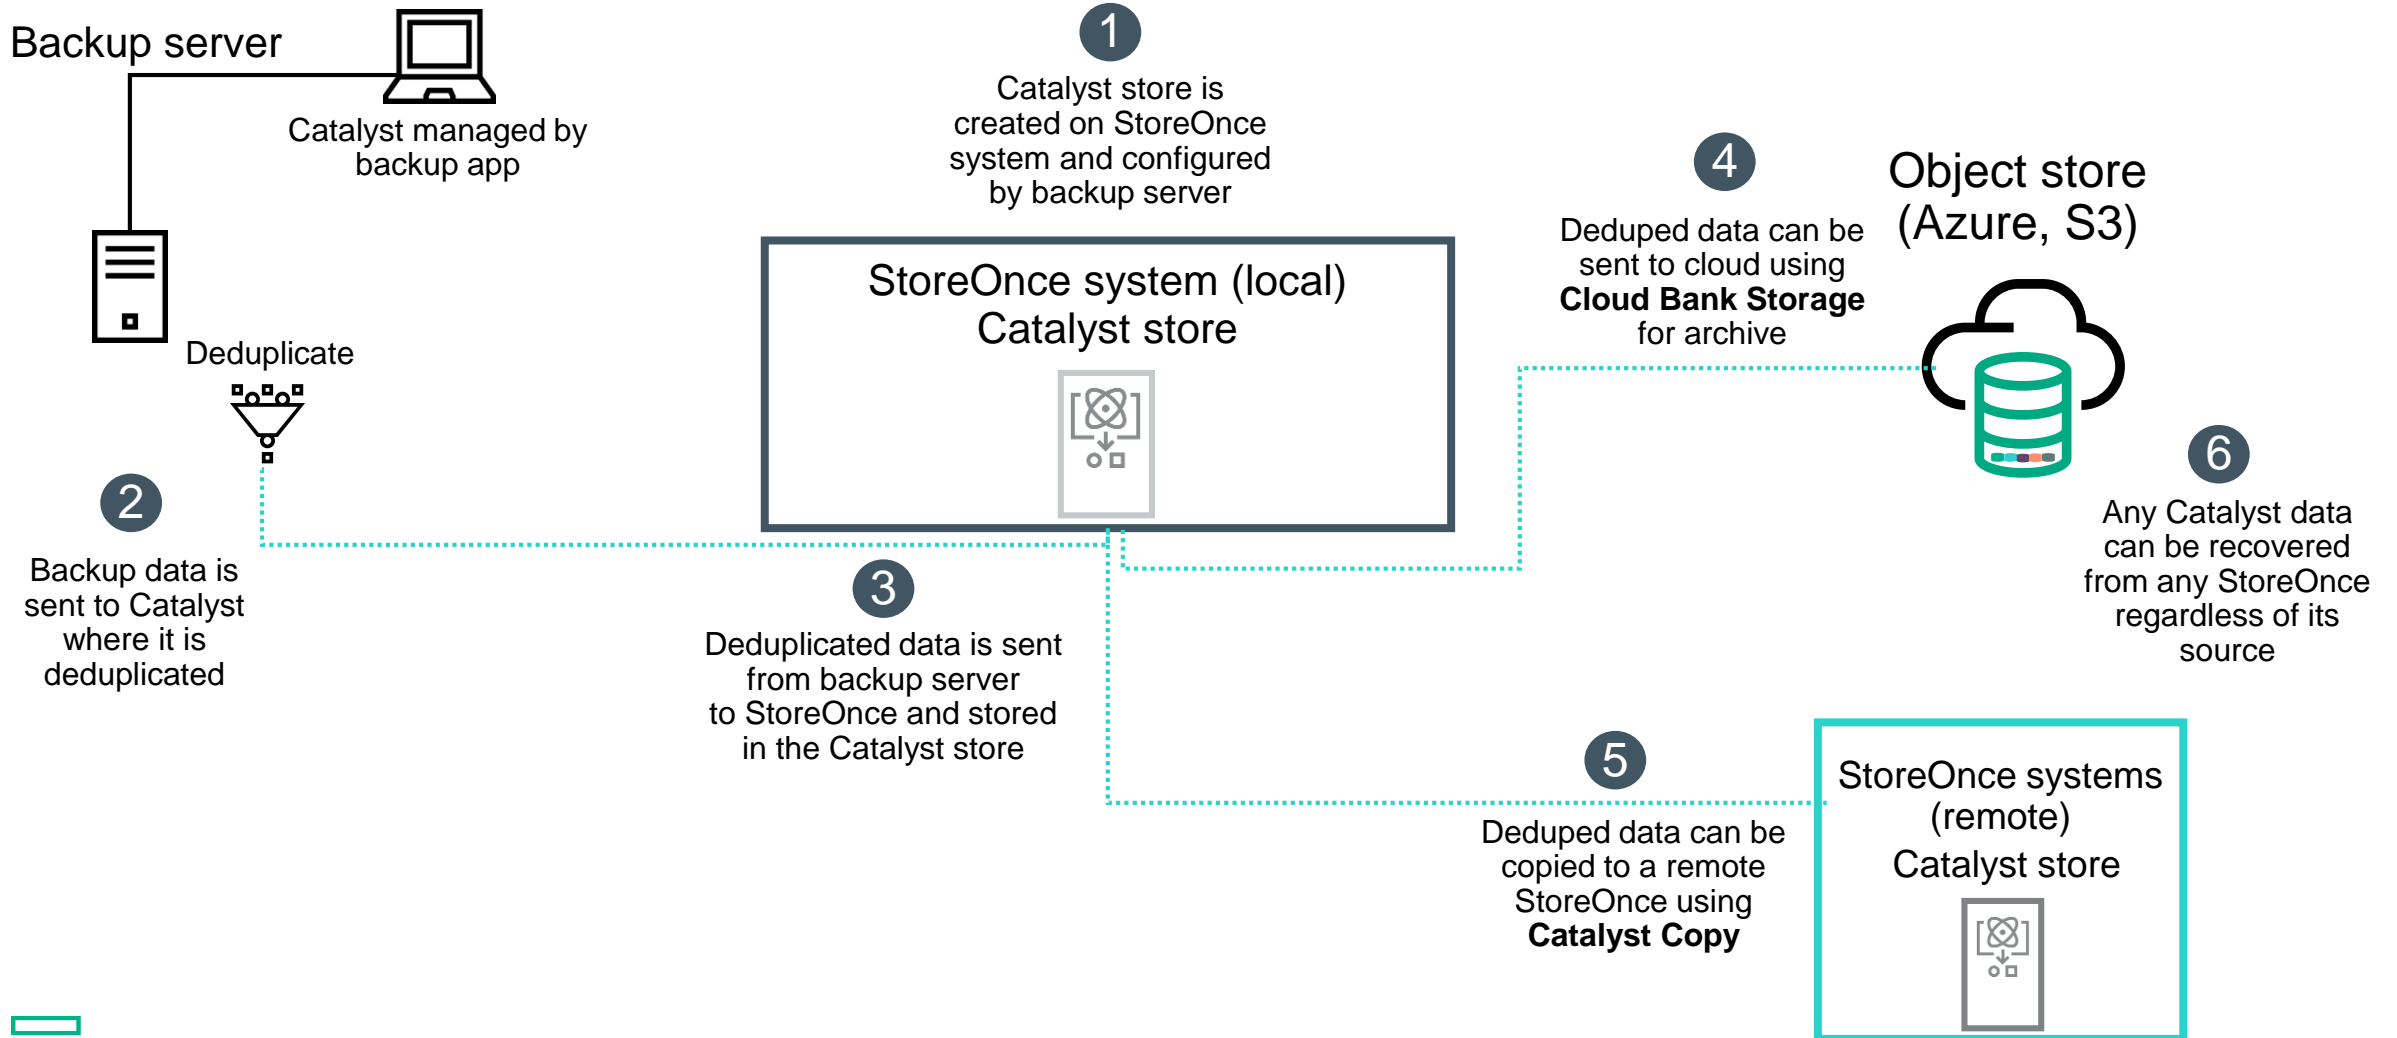 Backup server
Catalyst managed by
backup app
1
Catalyst store is
created on StoreOnce
system and configured
by backup server
4
Deduped data can be
sent to cloud using
Cloud Bank Storage
for archive
Object store
(Azure, S3)
StoreOnce system (local)
Catalyst store
Deduplicate
2
Backup data is
sent to Catalyst
where it is
deduplicated
3
Deduplicated data is sent
from backup server
to StoreOnce and stored
in the Catalyst store
6
Any Catalyst data
can be recovered
from any StoreOnce
regardless of its
source
5
Deduped data can be
copied to a remote
StoreOnce using
Catalyst Copy
StoreOnce systems
(remote)
Catalyst store